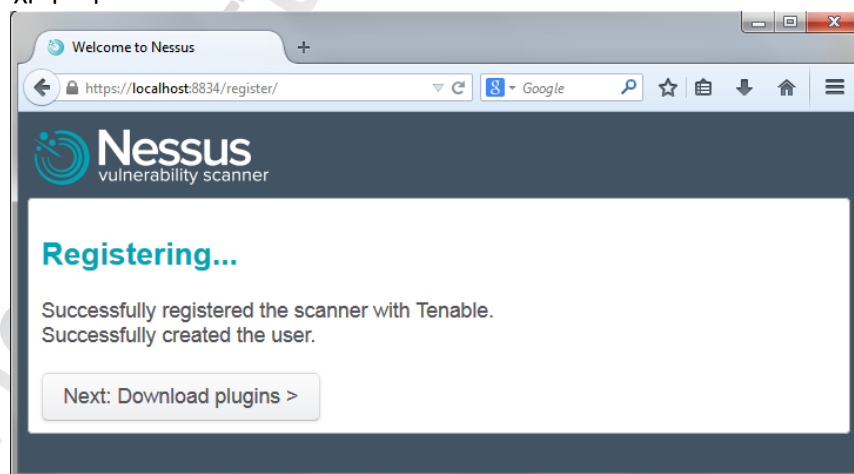 Welcome to Nessus
https://localhost:8834/register/
Google
Nessus
vulnerability scanner
Registering...
Successfully registered the scanner with Tenable.
Successfully created the user.
Next: Download plugins >